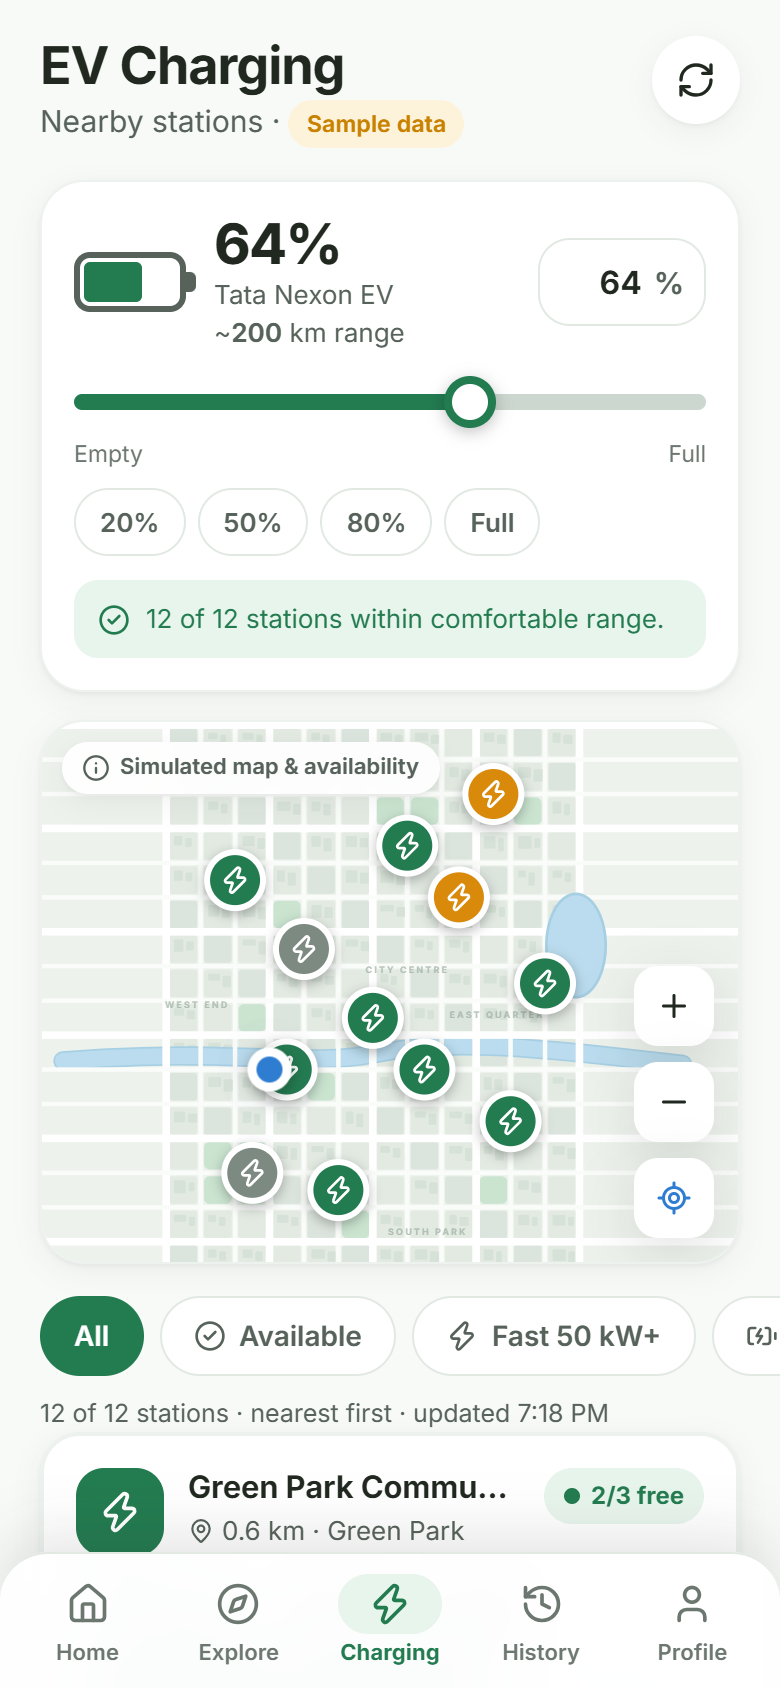 EV Charging
Nearby stations · Sample data
64%
Tata Nexon EV
~200 km range
64 %
Empty
Full
20%
50%
80%
Full
12 of 12 stations within comfortable range.
Simulated map & availability
CITY CENTRE
WEST END
EAST QUARTER
SOUTH PARK
All
Available
Fast 50 kW+
12 of 12 stations · nearest first · updated 7:18 PM
Green Park Commu...
2/3 free
0.6 km · Green Park
Home
Explore
Charging
History
Profile